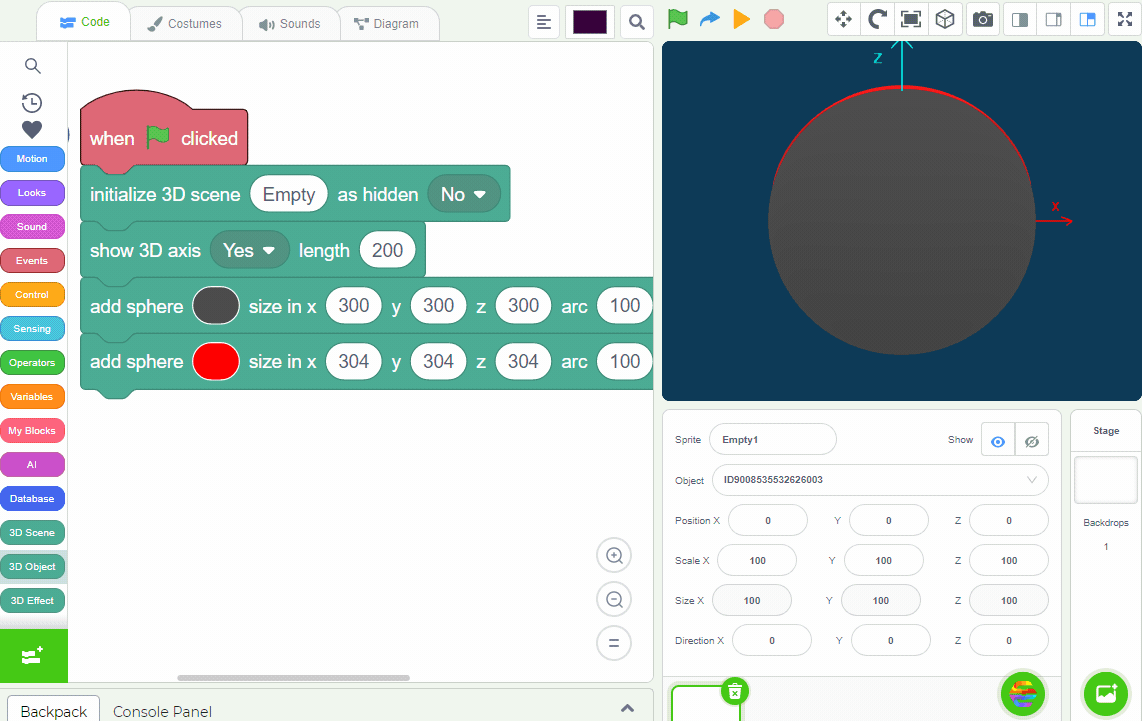 Code
Costumes
Sounds
Diagram
Motion
Looks
Sound
Events
Control
Sensing
Operators
Variables
My Blocks
AI
Database
3D Scene
3D Object
3D Effect
when clicked
initialize 3D scene Empty as hidden No
show 3D axis Yes length 200
add sphere size in x 300 y 300 z 300 arc 100
add sphere size in x 304 y 304 z 304 arc 100
Z
X
Sprite Empty1 Show
Object ID9008535532626003
Position X 0 Y 0 Z 0
Scale X 100 Y 100 Z 100
Size X 100 Y 100 Z 100
Direction X 0 Y 0 Z 0
Stage
Backdrops
1
Backpack Console Panel